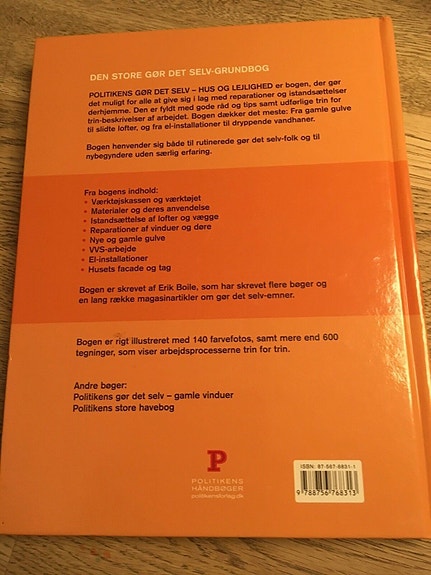 DEN STORE GØR DET SELV-GRUNDBOG
POLITIKENS GØR DET SELV – HUS OG LEJLIGHED er bogen, der gør
det muligt for alle at give sig i lag med reparationer og istandsættelser
derhjemme. Den er fyldt med gode råd og tips samt udførlige trin for
trin-beskrivelser af arbejdet. Bogen dækker det meste: Fra gamle gulve
til slidte lofter, og fra el-installationer til dryppende vandhaner.
Bogen henvender sig både til rutinerede gør det selv-folk og til
nybegyndere uden særlig erfaring.
Fra bogens indhold:
• Værktøjskassen og værktøjet
• Materialer og deres anvendelse
• Istandsættelse af lofter og vægge
• Reparationer af vinduer og døre
• Nye og gamle gulve
• VVS-arbejde
• El-installationer
• Husets facade og tag
Bogen er skrevet af Erik Boile, som har skrevet flere bøger og
en lang række magasinartikler om gør det selv-emner.
Bogen er rigt illustreret med 140 farvefotos, samt mere end 600
tegninger, som viser arbejdsprocesserne trin for trin.
Andre bøger:
Politikens gør det selv – gamle vinduer
Politikens store havebog
P
POLITIKENS
HÅNDBØGER
politikensforlag.dk
ISBN: 87-567-6831-1
9 788756 768313